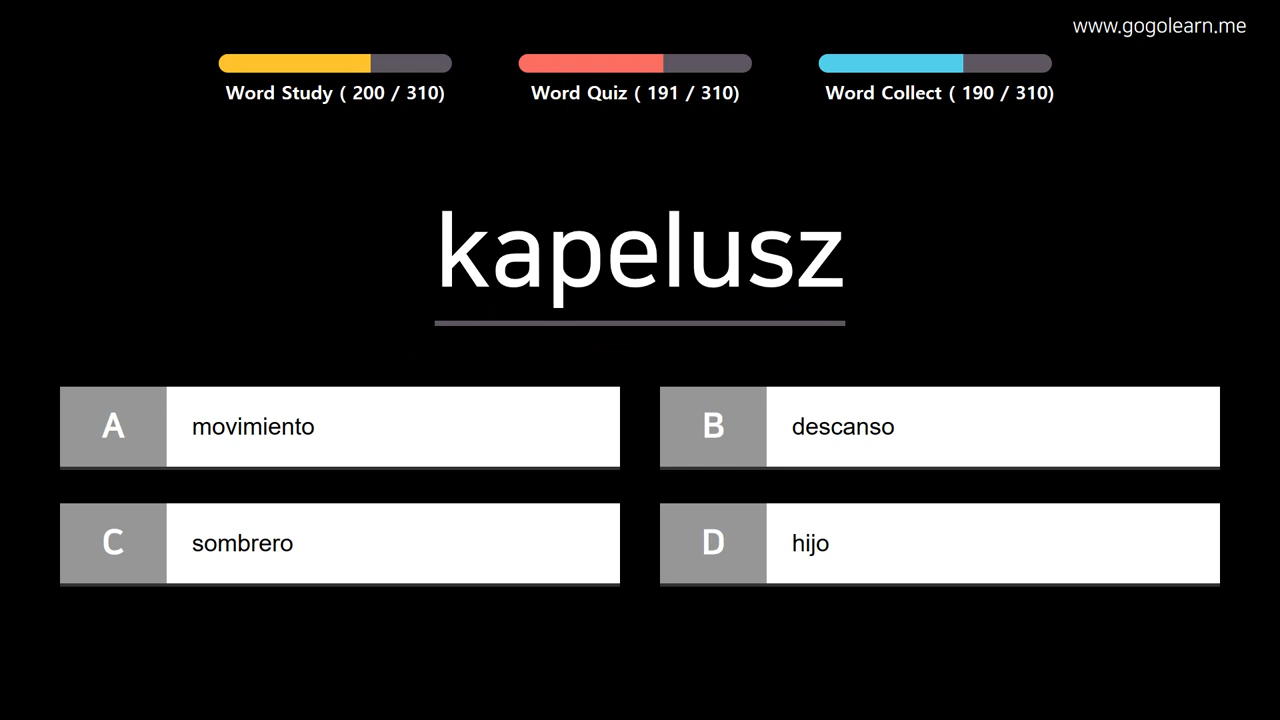 www.gogolearn.me
Word Study ( 200 / 310)
Word Quiz ( 191 / 310)
Word Collect ( 190 / 310)
kapelusz
A movimiento
B descanso
C sombrero
D hijo